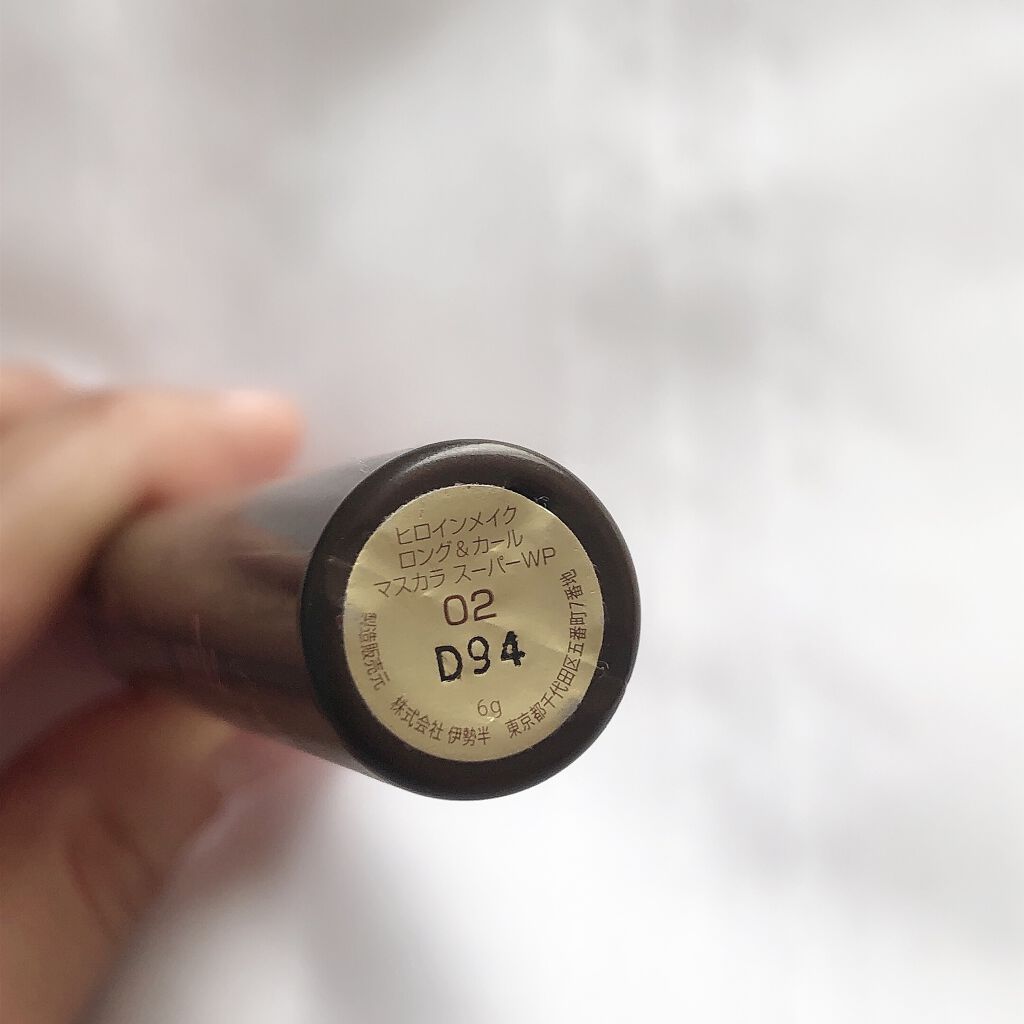 ヒロインメイク
ロング&カール
マスカラ スーパーWP
02
D94
6g
製造販売元
株式会社 伊勢半
東京都千代田区五番町7番地